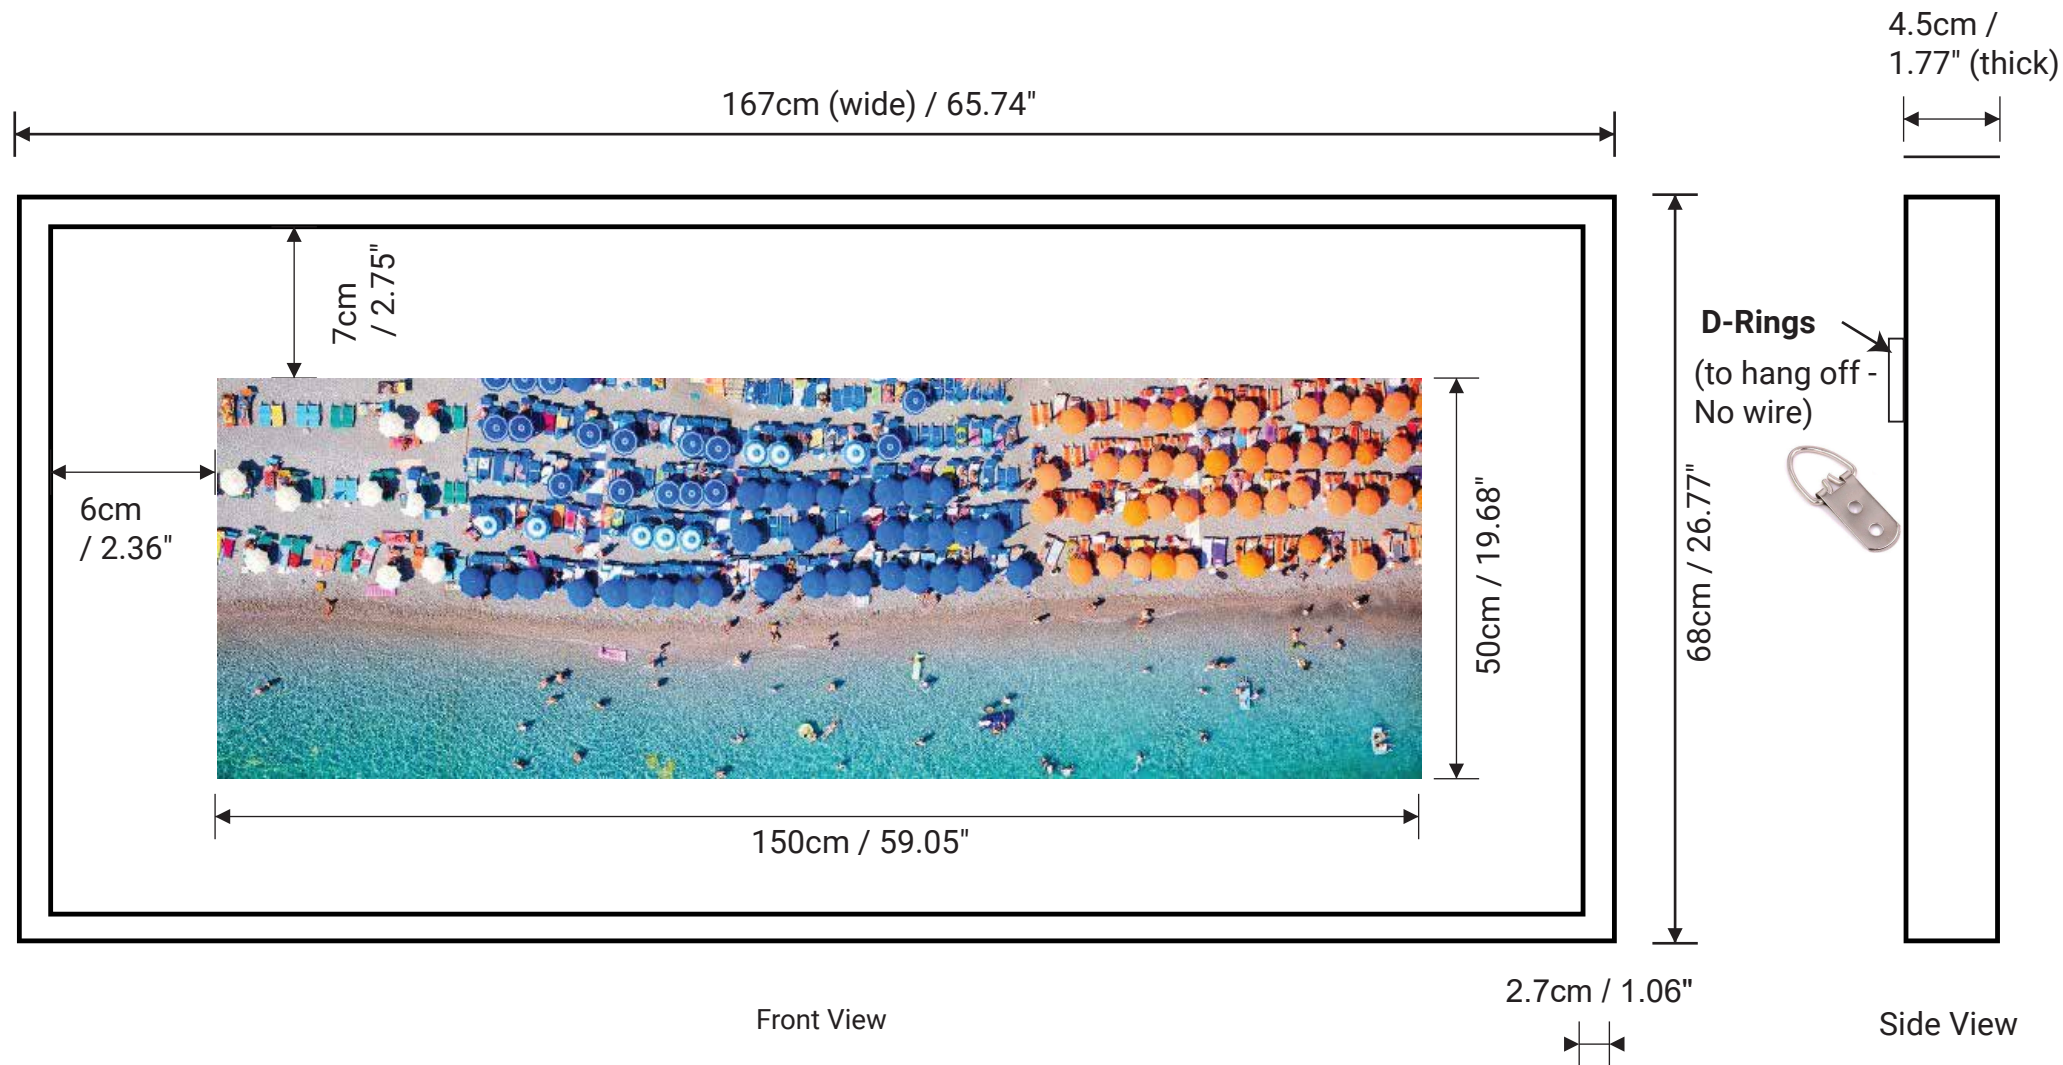 4.5cm /
1.77" (thick)
167cm (wide) / 65.74"
7cm
/ 2.75"
D-Rings
(to hang off -
No wire)
6cm
/ 2.36"
50cm / 19.68"
68cm / 26.77"
150cm / 59.05"
2.7cm / 1.06"
Front View
Side View